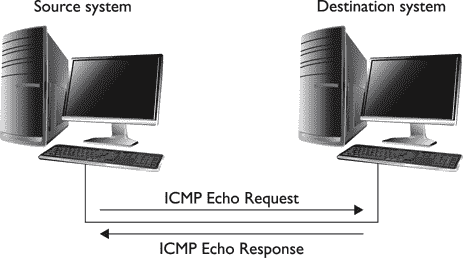 Source system
Destination system
ICMP Echo Request
ICMP Echo Response